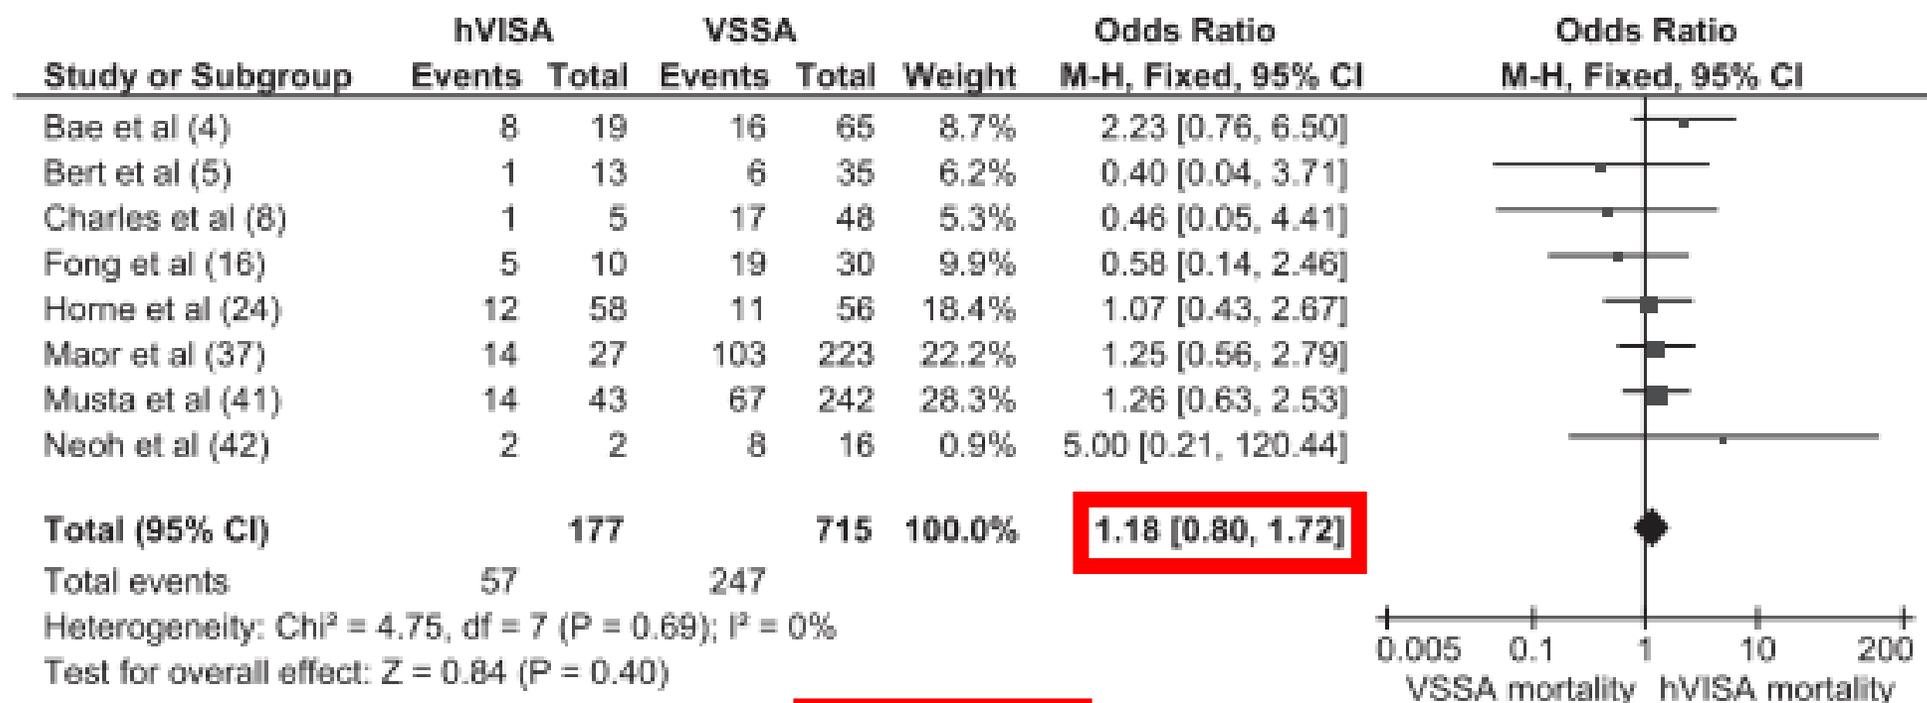 hVISA VSSA Odds Ratio Odds Ratio
Study or Subgroup Events Total Events Total Weight M-H, Fixed, 95% CI M-H, Fixed, 95% CI
Bae et al (4) 8 19 16 65 8.7% 2.23 [0.76, 6.50]
Bert et al (5) 1 13 6 35 6.2% 0.40 [0.04, 3.71]
Charles et al (8) 1 5 17 48 5.3% 0.46 [0.05, 4.41]
Fong et al (16) 5 10 19 30 9.9% 0.58 [0.14, 2.46]
Horne et al (24) 12 58 11 56 18.4% 1.07 [0.43, 2.67]
Maor et al (37) 14 27 103 223 22.2% 1.25 [0.56, 2.79]
Musta et al (41) 14 43 67 242 28.3% 1.26 [0.63, 2.53]
Neoh et al (42) 2 2 8 16 0.9% 5.00 [0.21, 120.44]
Total (95% CI) 177 715 100.0% 1.18 [0.80, 1.72]
Total events 57 247
Heterogeneity: Chi² = 4.75, df = 7 (P = 0.69); I² = 0%
Test for overall effect: Z = 0.84 (P = 0.40)
0.005 0.1 1 10 200
VSSA mortality hVISA mortality